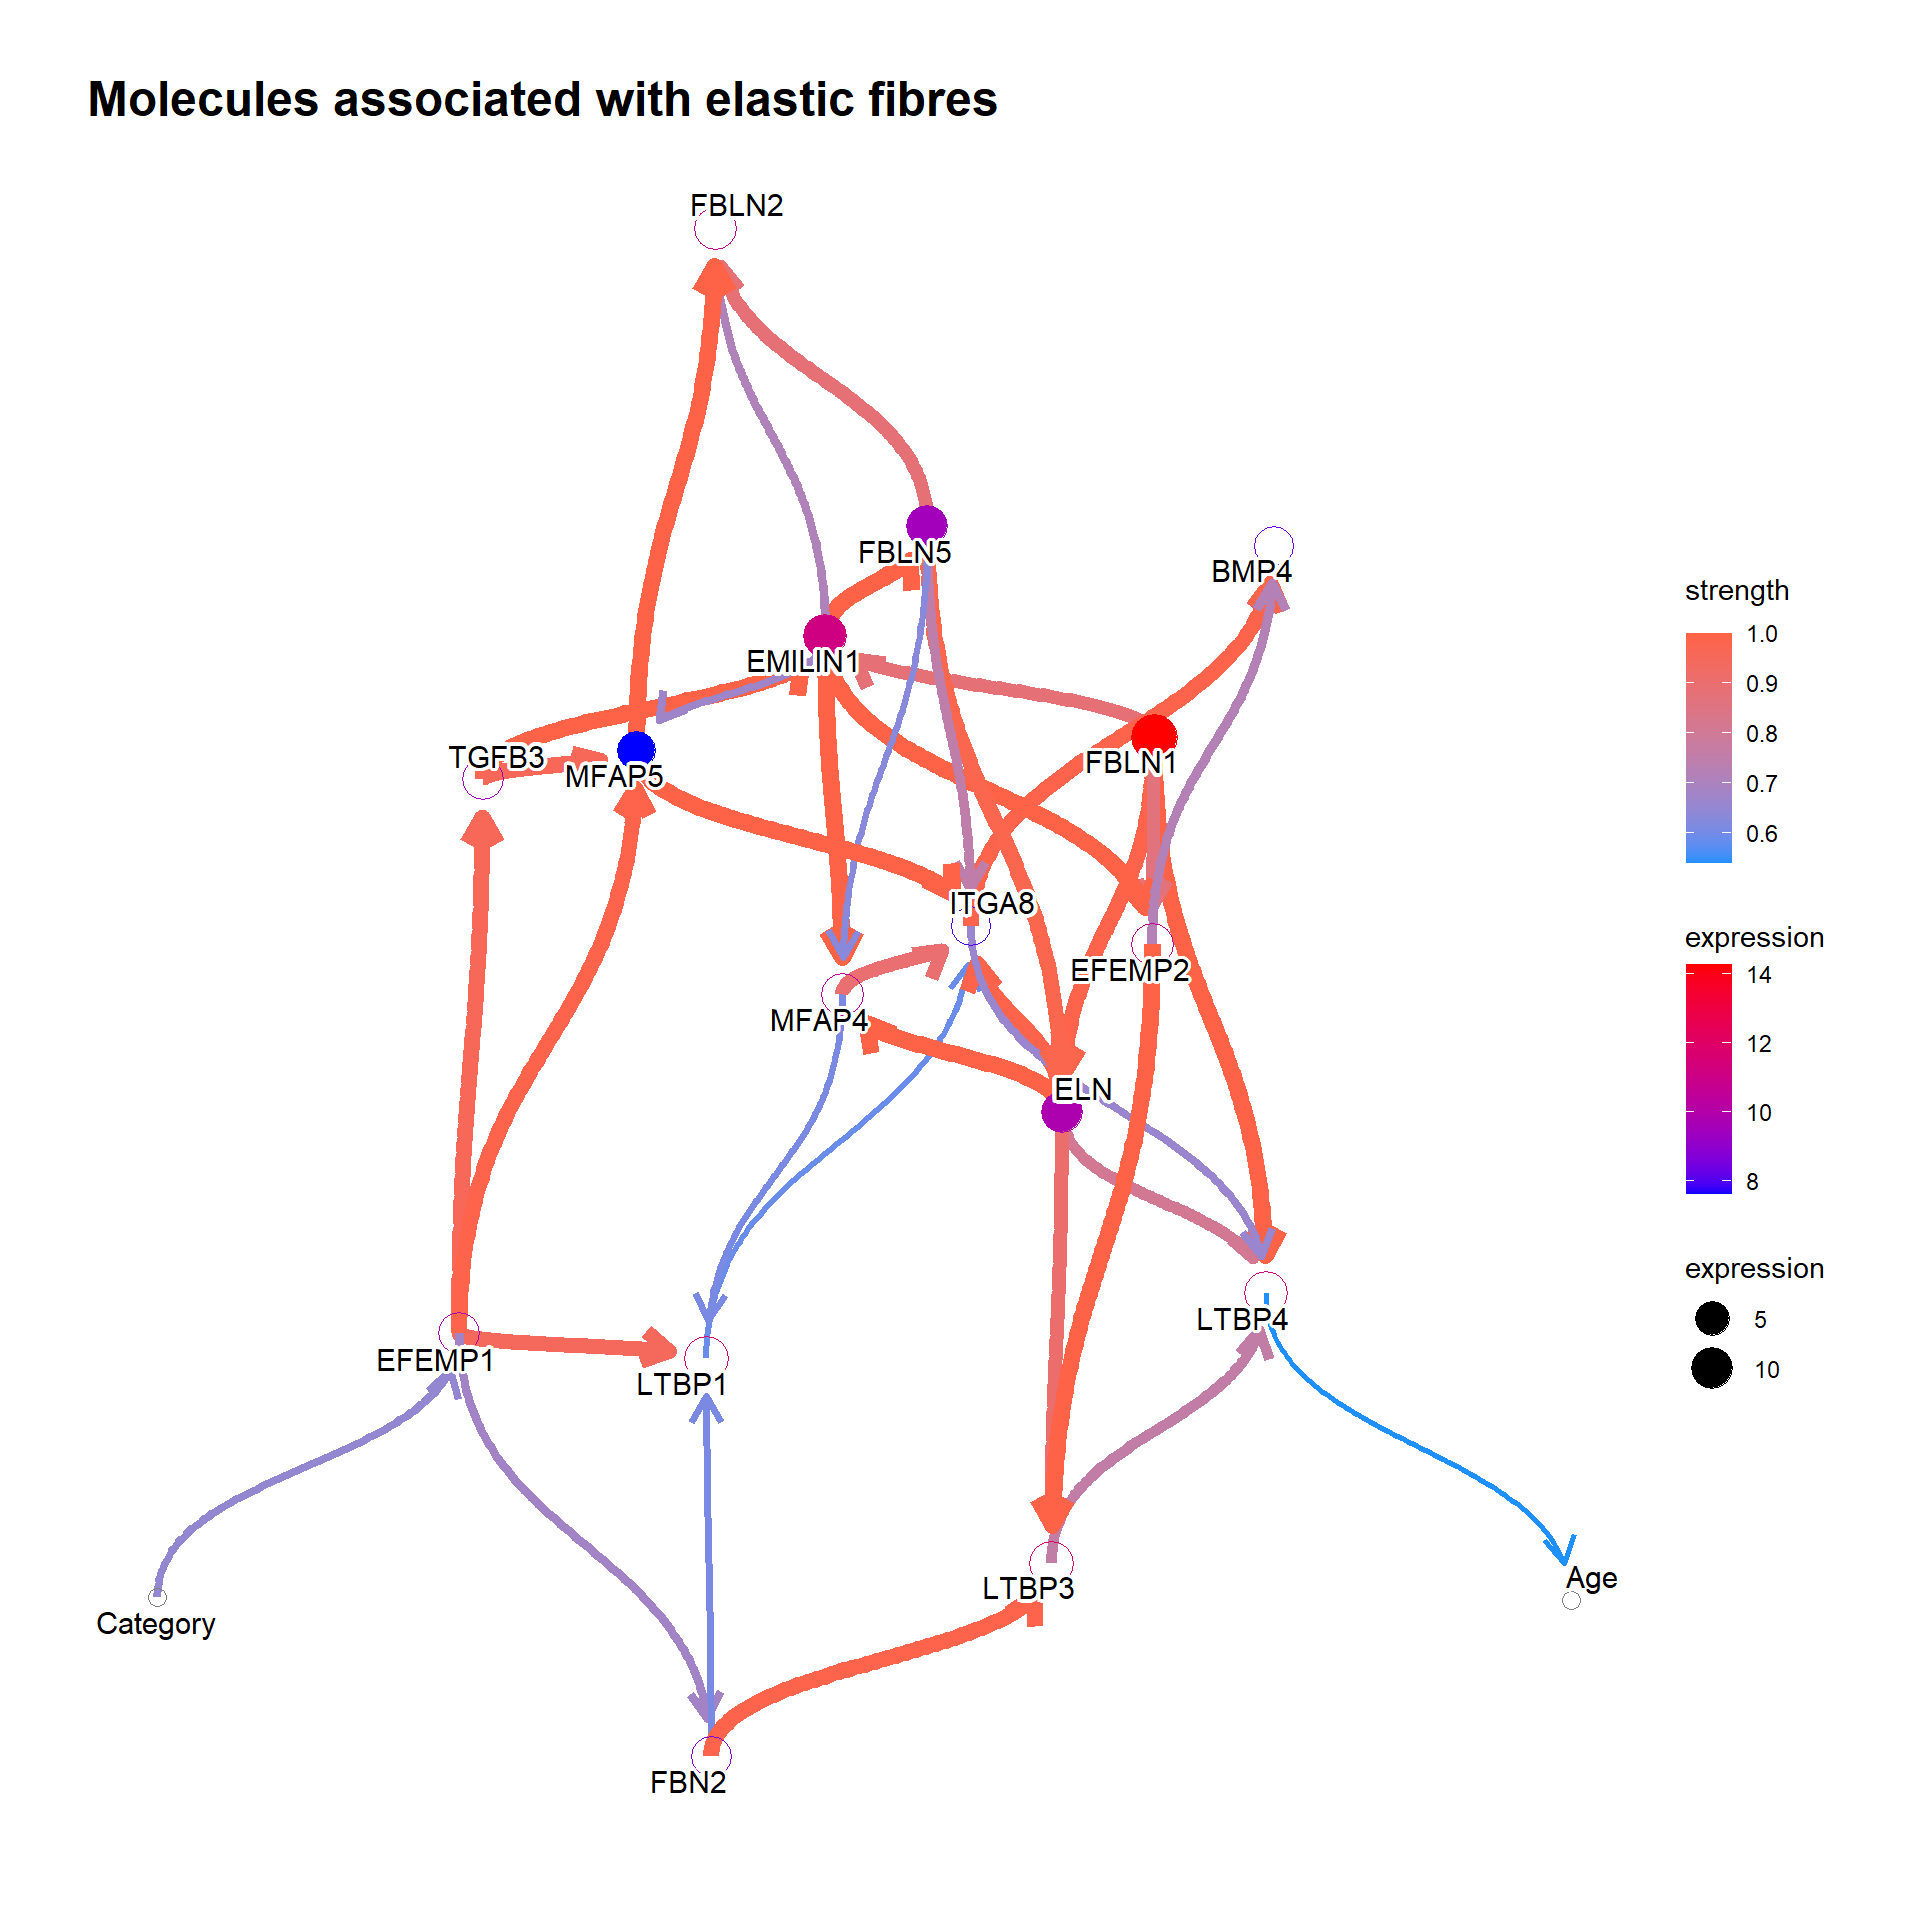 Molecules associated with elastic fibres
FBLN2
FBLN5
BMP4
EMILIN1
TGFB3
MFAP5
FBLN1
ITGA8
EFEMP2
MFAP4
ELN
LTBP4
EFEMP1
LTBP1
LTBP3
Age
Category
FBN2
strength
1.0
0.9
0.8
0.7
0.6
expression
14
12
10
8
expression
5
10